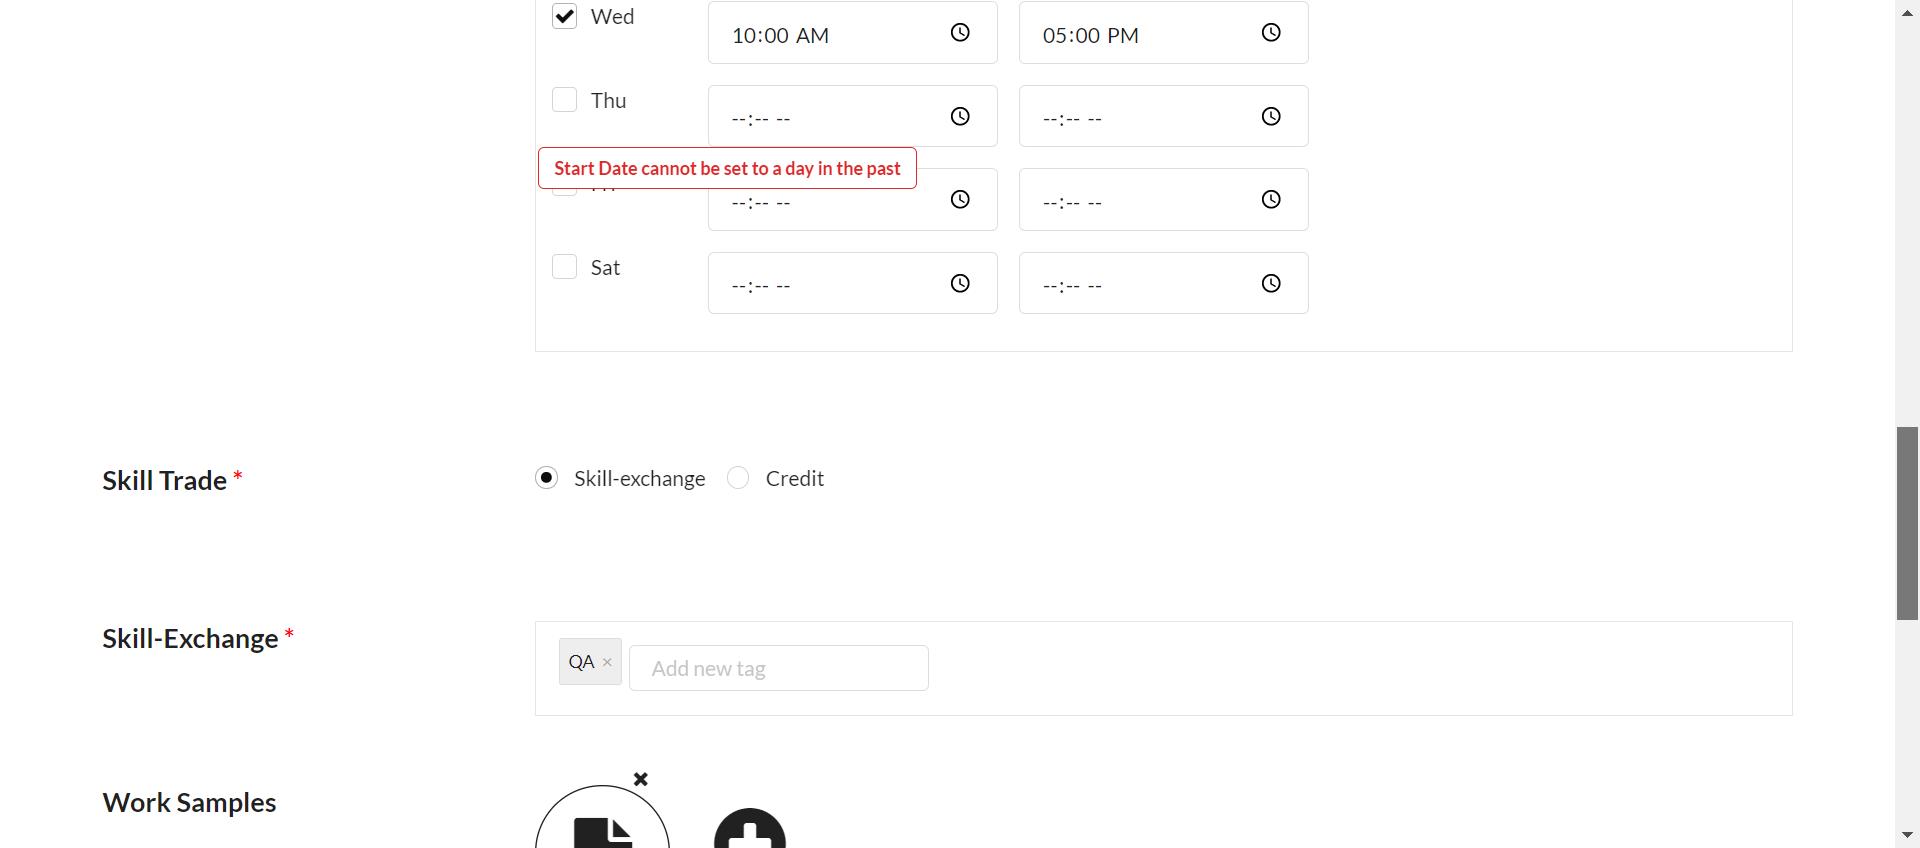 Wed 10:00 AM 05:00 PM
Thu --:-- -- --:-- --
Start Date cannot be set to a day in the past
--:-- -- --:-- --
Sat --:-- -- --:-- --
Skill Trade * Skill-exchange Credit
Skill-Exchange * QA × Add new tag
Work Samples